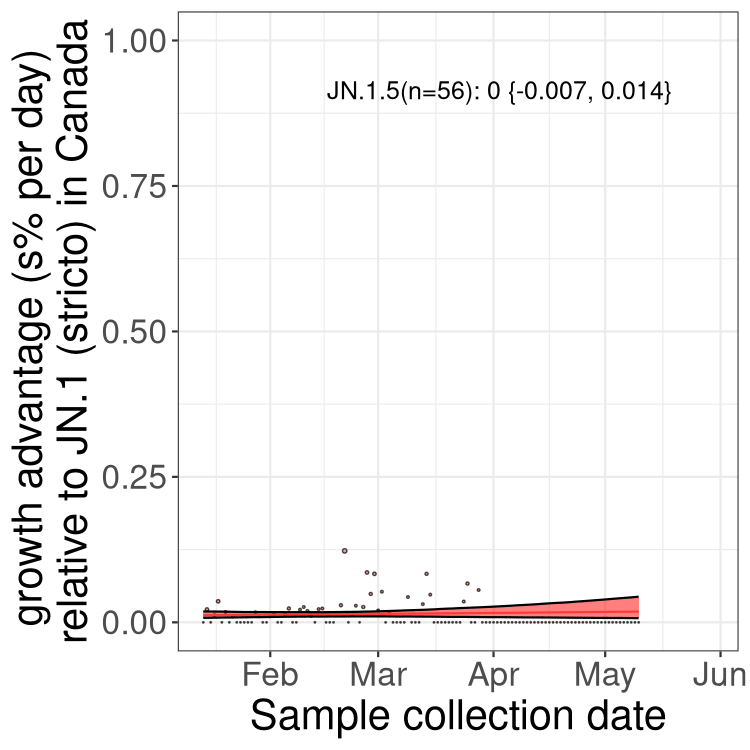 growth advantage (s% per day)
relative to JN.1 (stricto) in Canada
1.00
0.75
0.50
0.25
0.00
JN.1.5(n=56): 0 {-0.007, 0.014}
Feb
Mar
Apr
May
Jun
Sample collection date